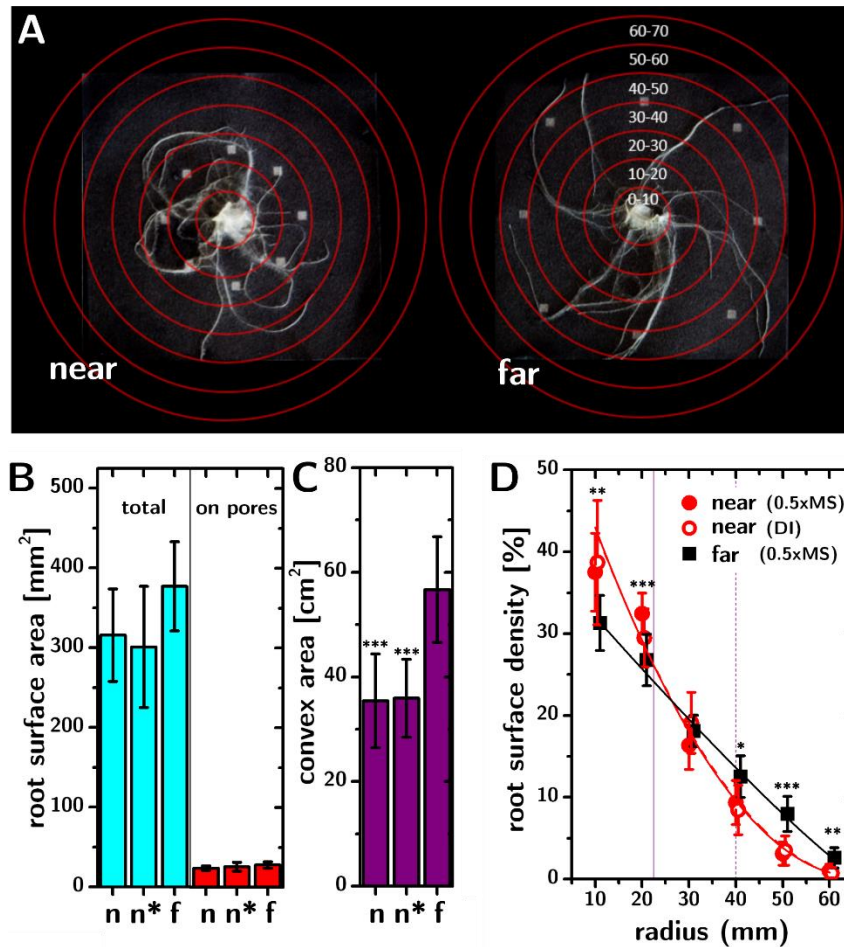 A
60-70
50-60
40-50
30-40
20-30
10-20
0-10
near
far
B
root surface area [mm²]
500
400
300
200
100
0
total
on pores
n n* f n n* f
C
convex area [cm²]
80
60
40
20
0
*** ***
n n* f
D
root surface density [%]
50
40
30
20
10
0
near (0.5xMS)
near (DI)
far (0.5xMS)
**
***
*
***
**
10 20 30 40 50 60
radius (mm)